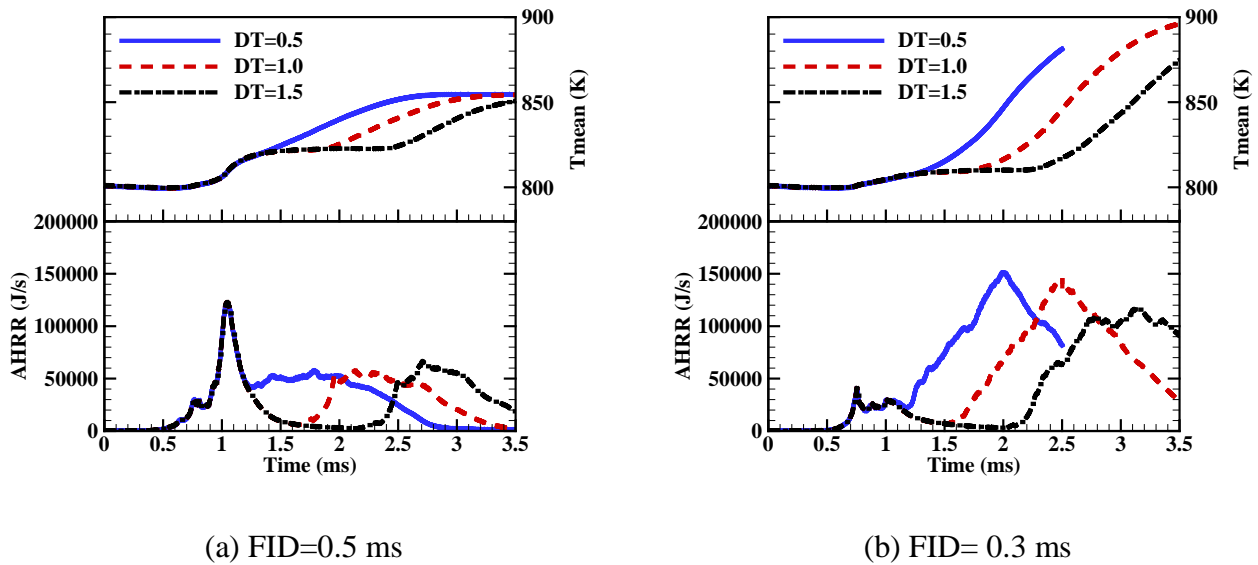 DT=0.5
DT=1.0
DT=1.5
900
850
800
Tmean (K)
200000
150000
100000
50000
0
AHRR (J/s)
0 0.5 1 1.5 2 2.5 3 3.5
Time (ms)
(a) FID=0.5 ms
DT=0.5
DT=1.0
DT=1.5
900
850
800
Tmean (K)
200000
150000
100000
50000
0
AHRR (J/s)
0 0.5 1 1.5 2 2.5 3 3.5
Time (ms)
(b) FID= 0.3 ms